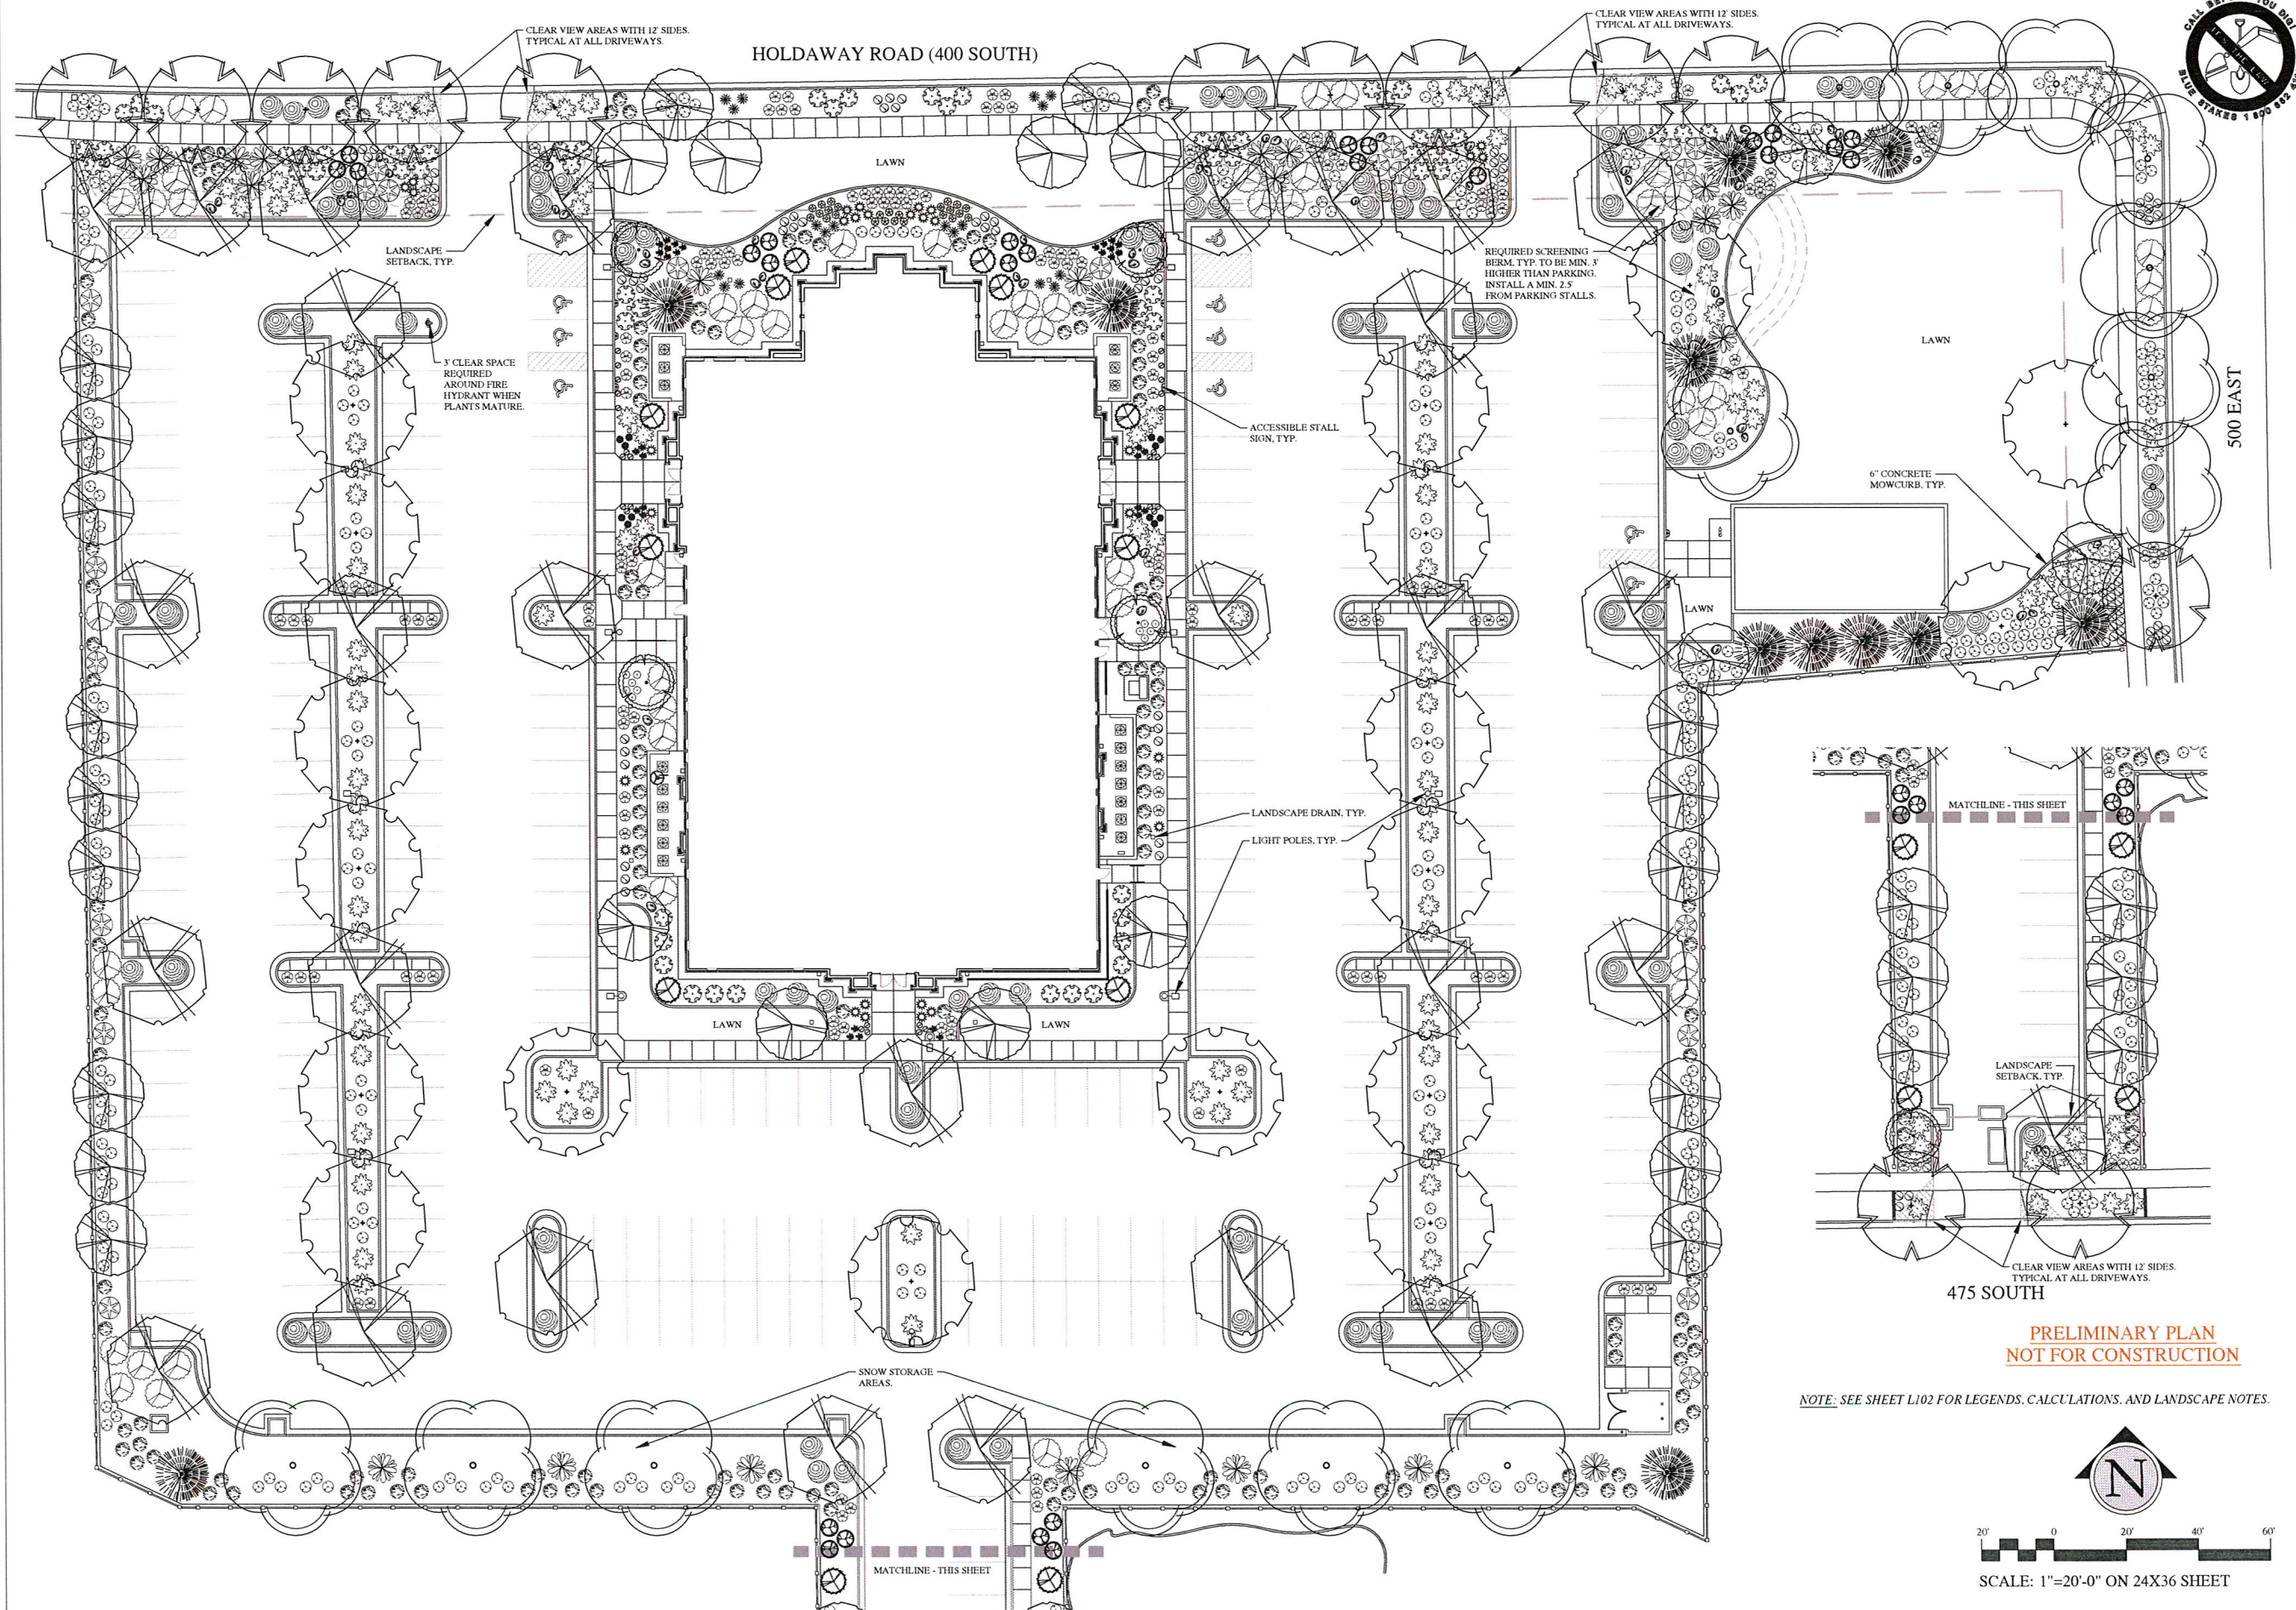 CLEAR VIEW AREAS WITH 12' SIDES.
TYPICAL AT ALL DRIVEWAYS.
HOLDAWAY ROAD (400 SOUTH)
CLEAR VIEW AREAS WITH 12' SIDES.
TYPICAL AT ALL DRIVEWAYS.
BLUE STAKES
LAWN
LANDSCAPE
SETBACK, TYP.
REQUIRED SCREENING
BERM, TYP. TO BE MIN. 3'
HIGHER THAN PARKING.
INSTALL A MIN. 2.5'
FROM PARKING STALLS.
3' CLEAR SPACE
REQUIRED
AROUND FIRE
HYDRANT WHEN
PLANTS MATURE.
LAWN
500 EAST
ACCESSIBLE STALL
SIGN, TYP.
6" CONCRETE
MOWCURB, TYP.
LAWN
MATCHLINE - THIS SHEET
LANDSCAPE DRAIN, TYP.
LIGHT POLES, TYP.
LAWN
LAWN
LANDSCAPE
SETBACK, TYP.
CLEAR VIEW AREAS WITH 12' SIDES.
TYPICAL AT ALL DRIVEWAYS.
475 SOUTH
PRELIMINARY PLAN
NOT FOR CONSTRUCTION
SNOW STORAGE
AREAS.
NOTE: SEE SHEET L102 FOR LEGENDS, CALCULATIONS, AND LANDSCAPE NOTES.
N
20' 0 20' 40' 60'
MATCHLINE - THIS SHEET
SCALE: 1"=20'-0" ON 24X36 SHEET